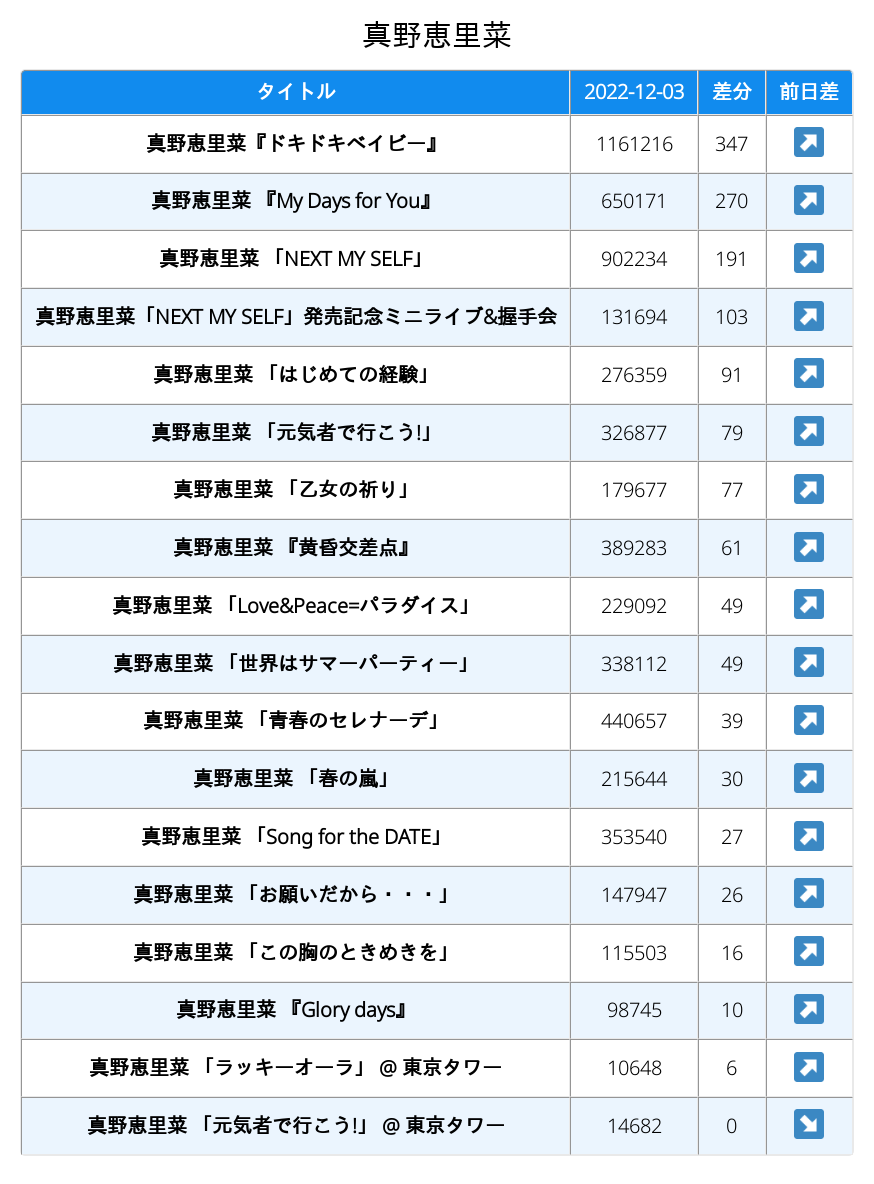 真野恵里菜
タイトル 2022-12-03 差分 前日差
真野恵里菜『ドキドキベイビー』 1161216 347
真野恵里菜 『My Days for You』 650171 270
真野恵里菜 「NEXT MY SELF」 902234 191
真野恵里菜「NEXT MY SELF」発売記念ミニライブ&握手会 131694 103
真野恵里菜 「はじめての経験」 276359 91
真野恵里菜 「元気者で行こう!」 326877 79
真野恵里菜 「乙女の祈り」 179677 77
真野恵里菜 『黄昏交差点』 389283 61
真野恵里菜 「Love&Peace=パラダイス」 229092 49
真野恵里菜 「世界はサマーパーティー」 338112 49
真野恵里菜 「青春のセレナーデ」 440657 39
真野恵里菜 「春の嵐」 215644 30
真野恵里菜 「Song for the DATE」 353540 27
真野恵里菜 「お願いだから・・・」 147947 26
真野恵里菜 「この胸のときめきを」 115503 16
真野恵里菜 『Glory days』 98745 10
真野恵里菜 「ラッキーオーラ」 @ 東京タワー 10648 6
真野恵里菜 「元気者で行こう!」 @ 東京タワー 14682 0